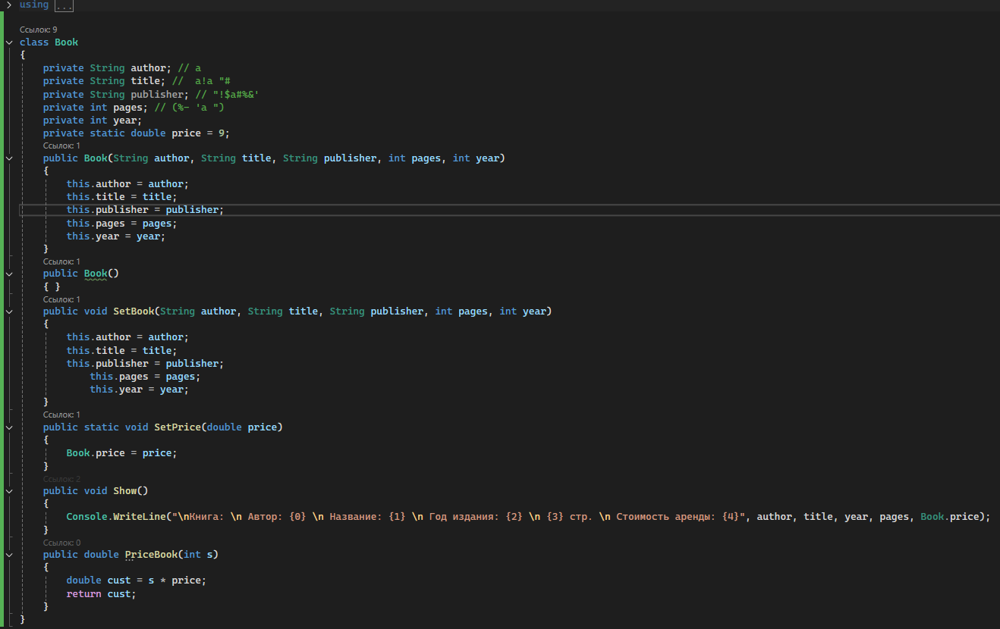 using ...
Ссылок: 9
class Book
{
private String author; // a
private String title; //  a!a "#
private String publisher; // "!$a#%&'
private int pages; // (%- 'a ")
private int year;
private static double price = 9;
Ссылок: 1
public Book(String author, String title, String publisher, int pages, int year)
{
this.author = author;
this.title = title;
this.publisher = publisher;
this.pages = pages;
this.year = year;
}
Ссылок: 1
public Book()
{ }
Ссылок: 1
public void SetBook(String author, String title, String publisher, int pages, int year)
{
this.author = author;
this.title = title;
this.publisher = publisher;
this.pages = pages;
this.year = year;
}
Ссылок: 1
public static void SetPrice(double price)
{
Book.price = price;
}
Ссылок: 2
public void Show()
{
Console.WriteLine("\nКнига: \n Автор: {0} \n Название: {1} \n Год издания: {2} \n {3} стр. \n Стоимость аренды: {4}", author, title, year, pages, Book.price);
}
Ссылок: 0
public double PriceBook(int s)
{
double cust = s * price;
return cust;
}
}